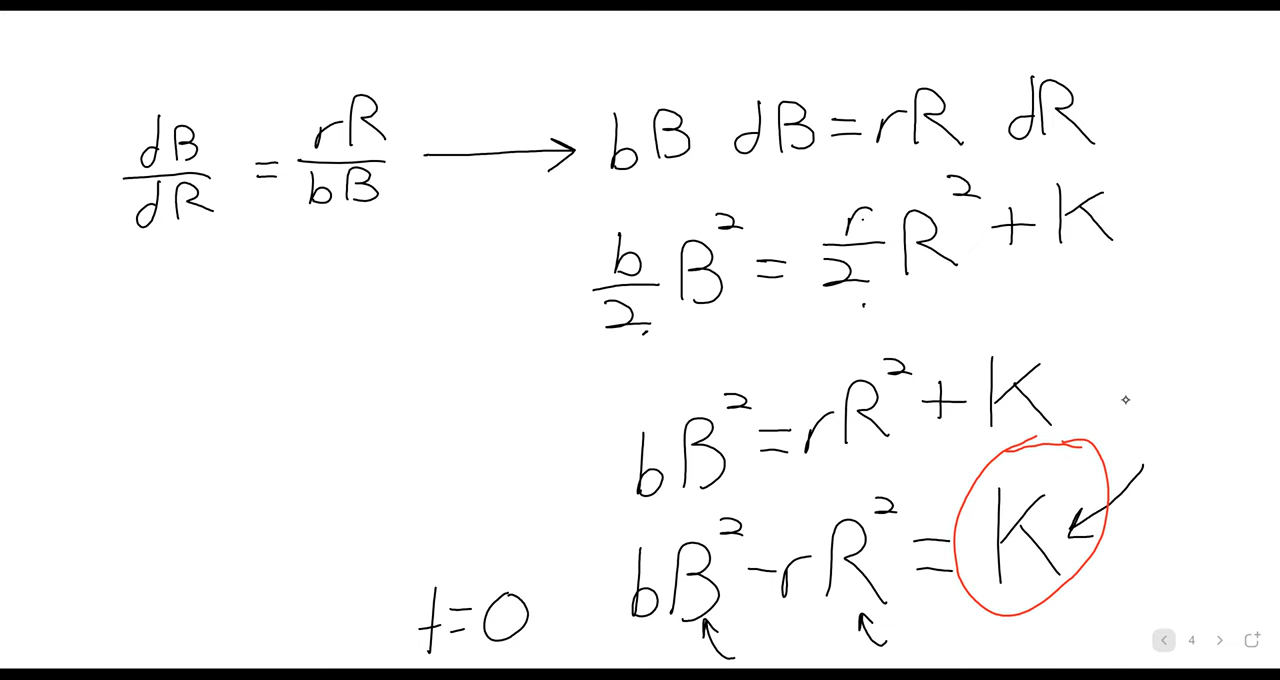 dB/dR = rR/bB → bB dB = rR dR
b/2 B² = r/2 R² + K
bB² = rR² + K
bB² - rR² = K
t=0
< 4 >